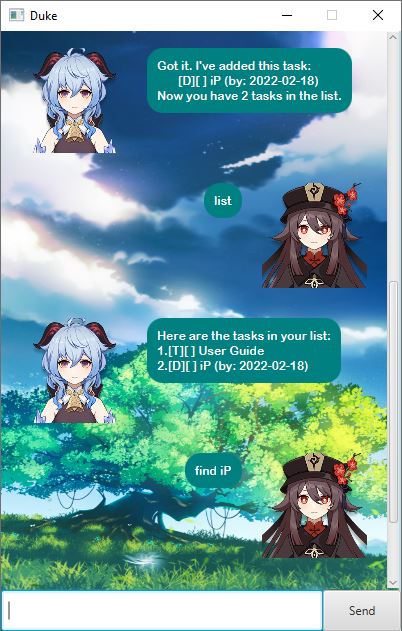 Duke
Got it. I've added this task:
[D][ ] iP (by: 2022-02-18)
Now you have 2 tasks in the list.
list
Here are the tasks in your list:
1.[T][ ] User Guide
2.[D][ ] iP (by: 2022-02-18)
find iP
Send